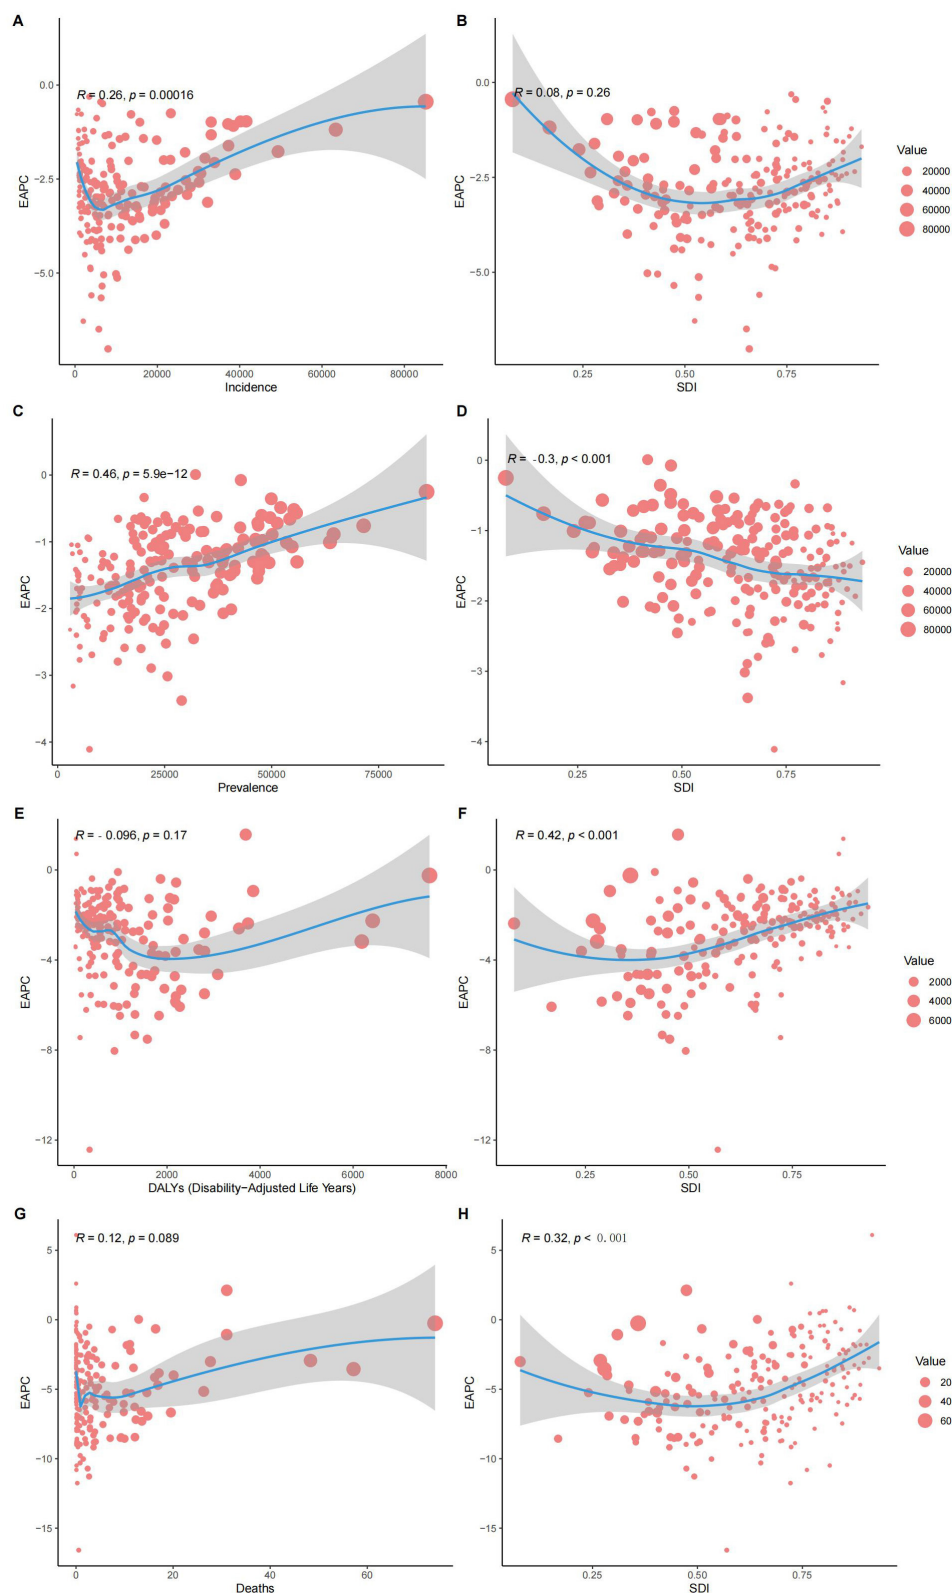 A
R = 0.26, p = 0.00016
EAPC
0.0
−2.5
−5.0
0
20000
40000
60000
80000
Incidence
B
R = 0.08, p = 0.26
EAPC
0.0
−2.5
−5.0
0.25
0.50
0.75
SDI
Value
20000
40000
60000
80000
C
R = 0.46, p = 5.9e−12
EAPC
0
−1
−2
−3
−4
0
25000
50000
75000
Prevalence
D
R = -0.3, p < 0.001
EAPC
0
−1
−2
−3
−4
0.25
0.50
0.75
SDI
Value
20000
40000
60000
80000
E
R = - 0.096, p = 0.17
EAPC
0
−4
−8
−12
0
2000
4000
6000
8000
DALYs (Disability−Adjusted Life Years)
F
R = 0.42, p < 0.001
EAPC
0
−4
−8
−12
0.25
0.50
0.75
SDI
Value
2000
4000
6000
G
R = 0.12, p = 0.089
EAPC
5
0
−5
−10
−15
0
20
40
60
Deaths
H
R = 0.32, p < 0.001
EAPC
5
0
−5
−10
−15
0.25
0.50
0.75
SDI
Value
20
40
60